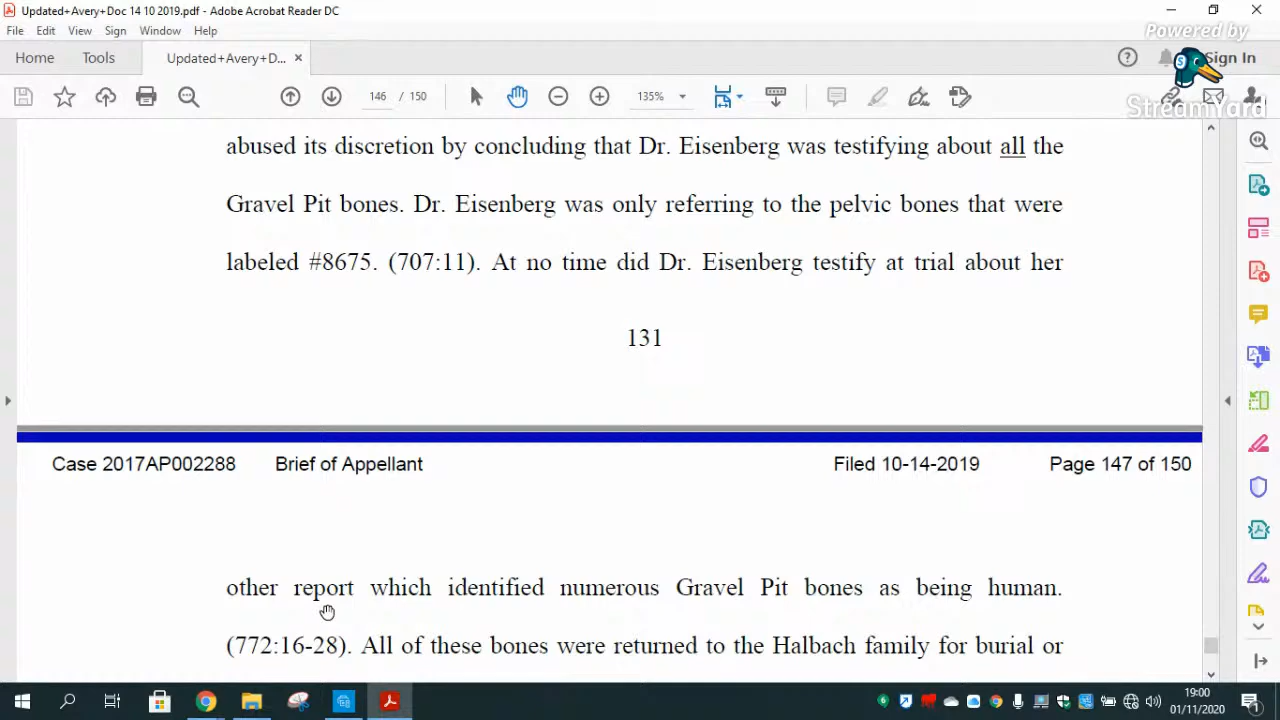 Updated+Avery+Doc 14 10 2019.pdf - Adobe Acrobat Reader DC
File Edit View Sign Window Help
Powered by
Home Tools Updated+Avery+D... Sign In
146 / 150 135%
StreamYard
abused its discretion by concluding that Dr. Eisenberg was testifying about all the
Gravel Pit bones. Dr. Eisenberg was only referring to the pelvic bones that were
labeled #8675. (707:11). At no time did Dr. Eisenberg testify at trial about her
131
Case 2017AP002288 Brief of Appellant Filed 10-14-2019 Page 147 of 150
other report which identified numerous Gravel Pit bones as being human.
(772:16-28). All of these bones were returned to the Halbach family for burial or
19:00
01/11/2020